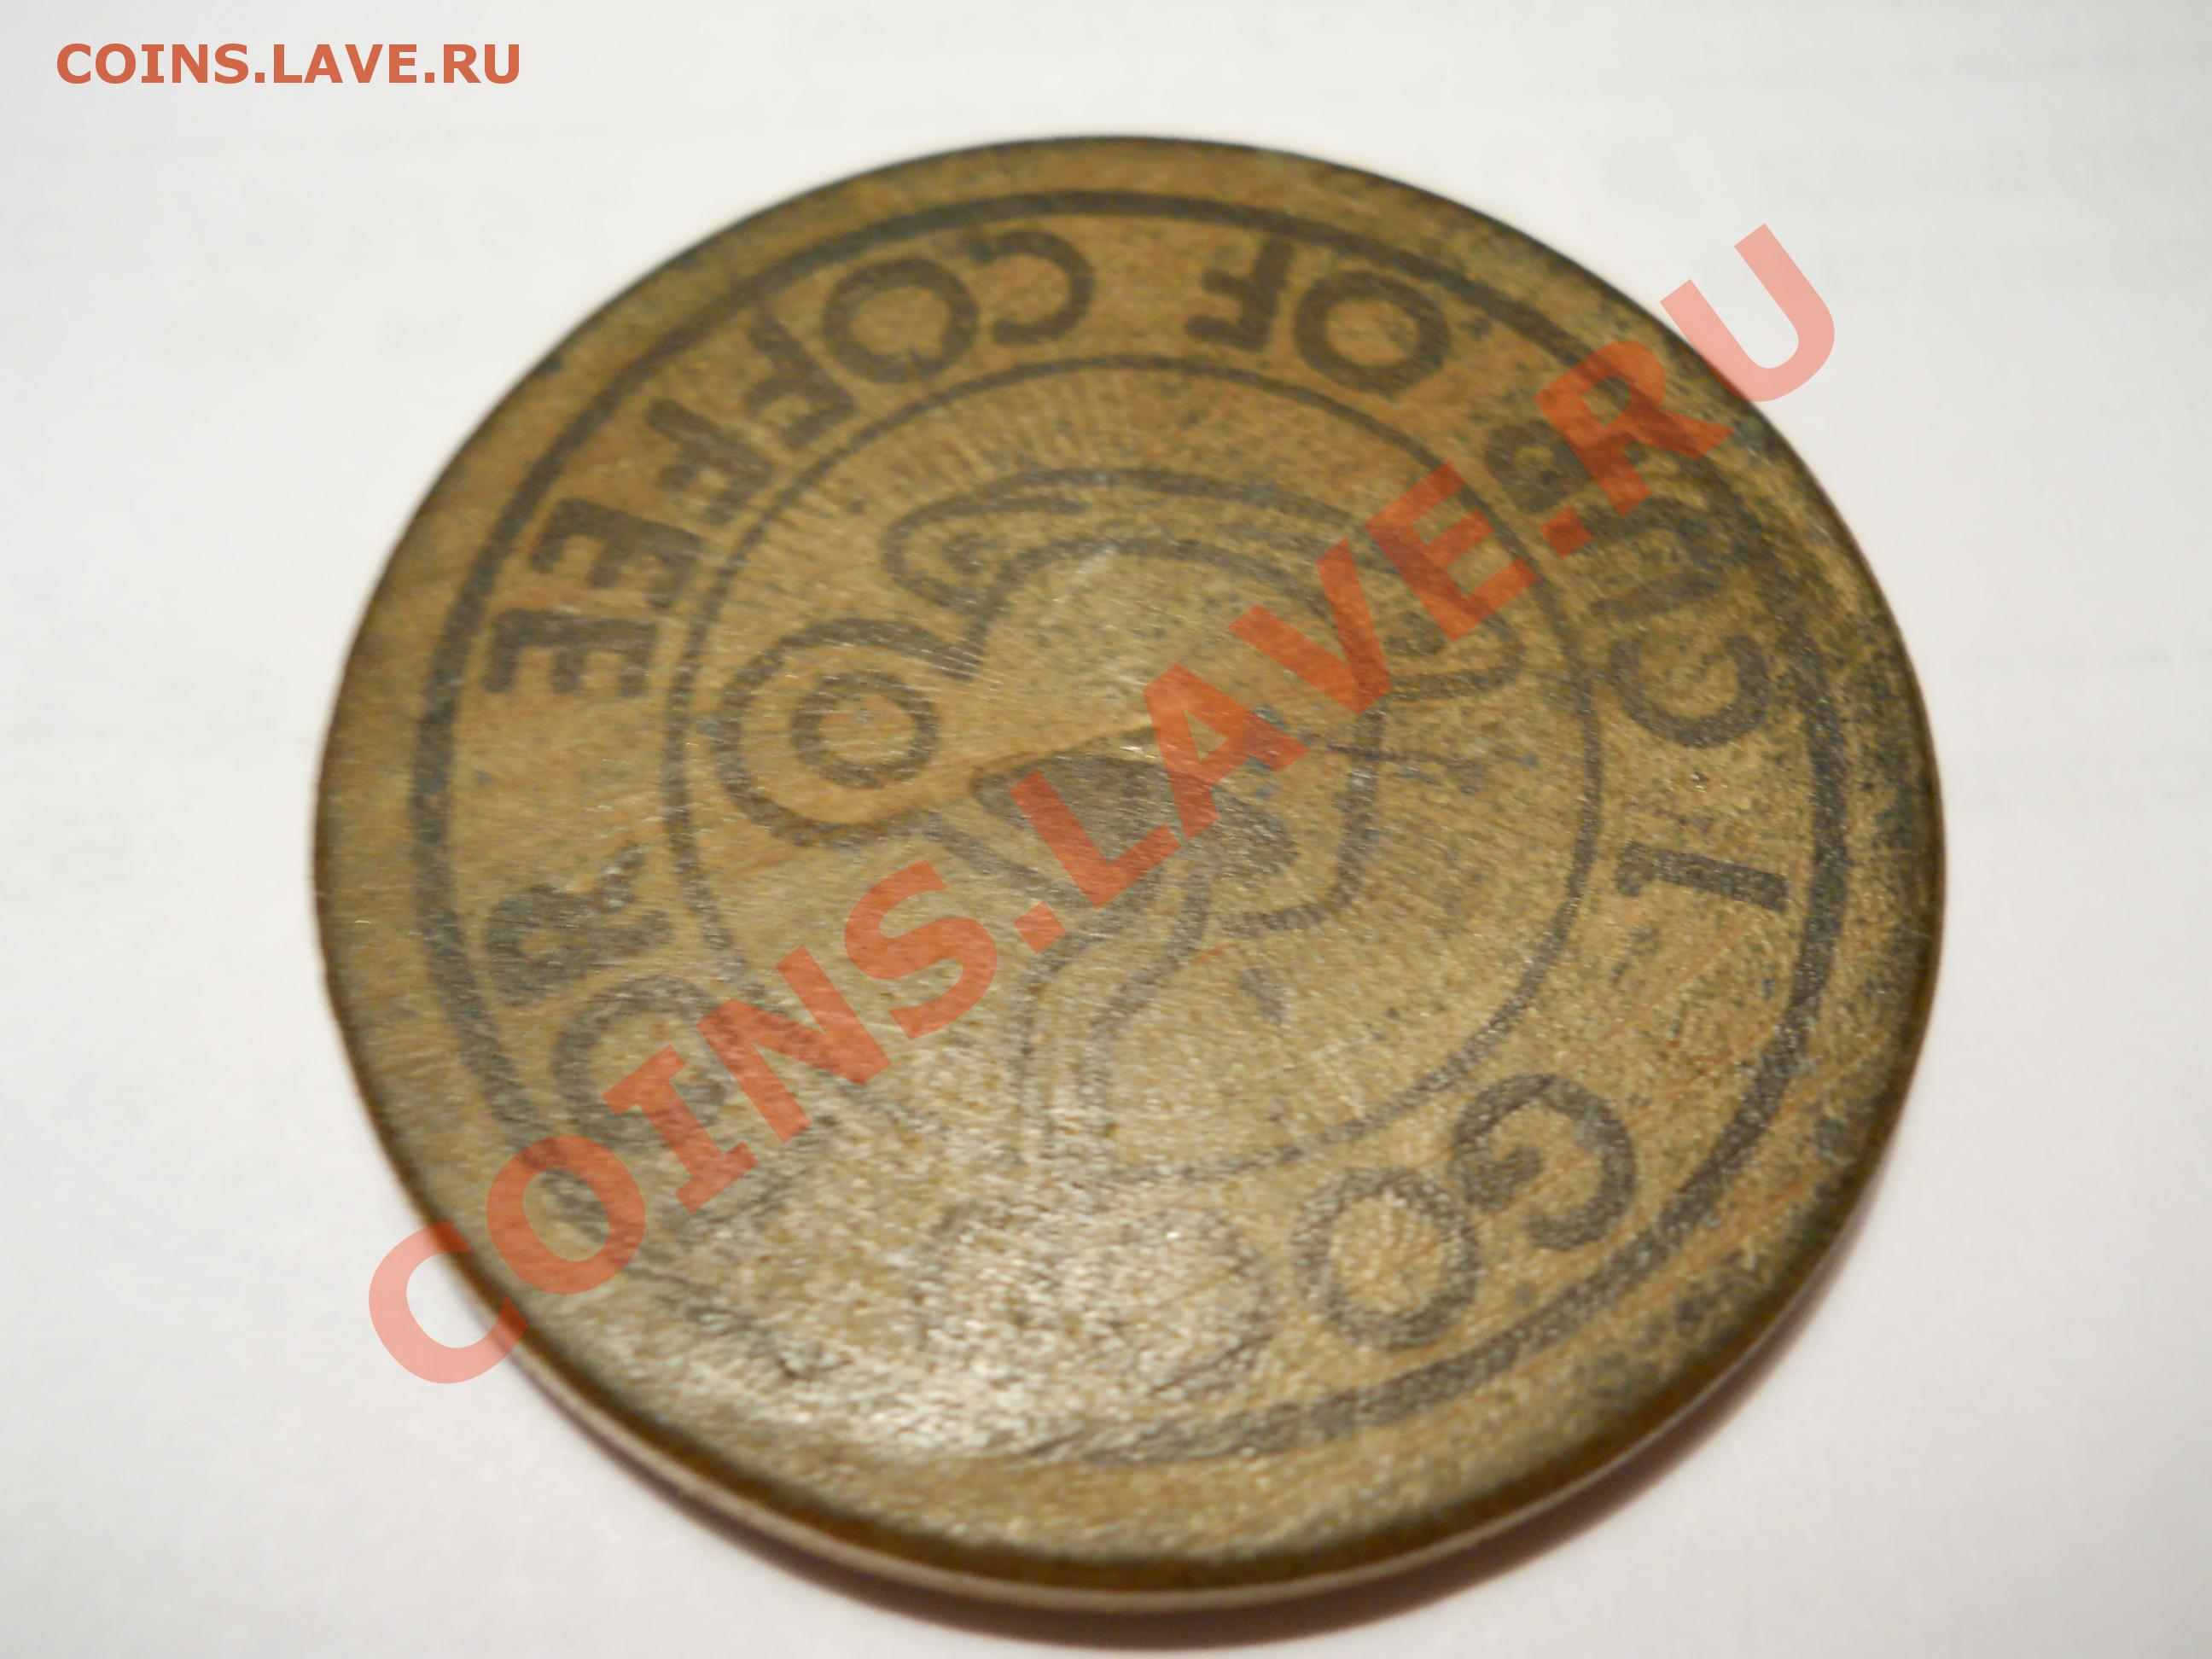 COINS.LAVE.RU
GOOD FOR
1 CUP OF COFFEE
COINS.LAVE.RU